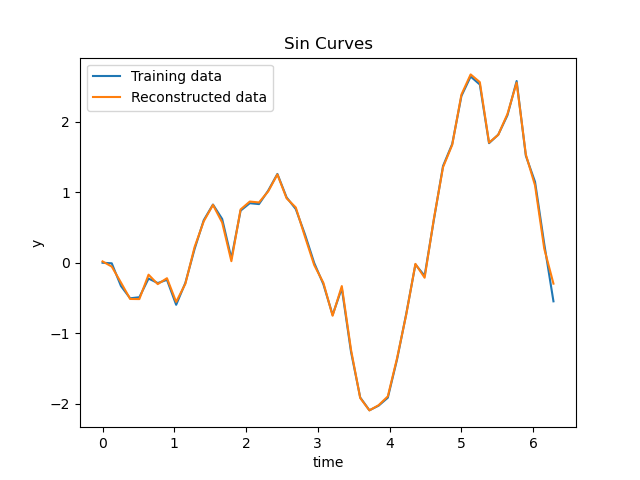 Sin Curves
Training data
Reconstructed data
y
2
1
0
−1
−2
0 1 2 3 4 5 6
time